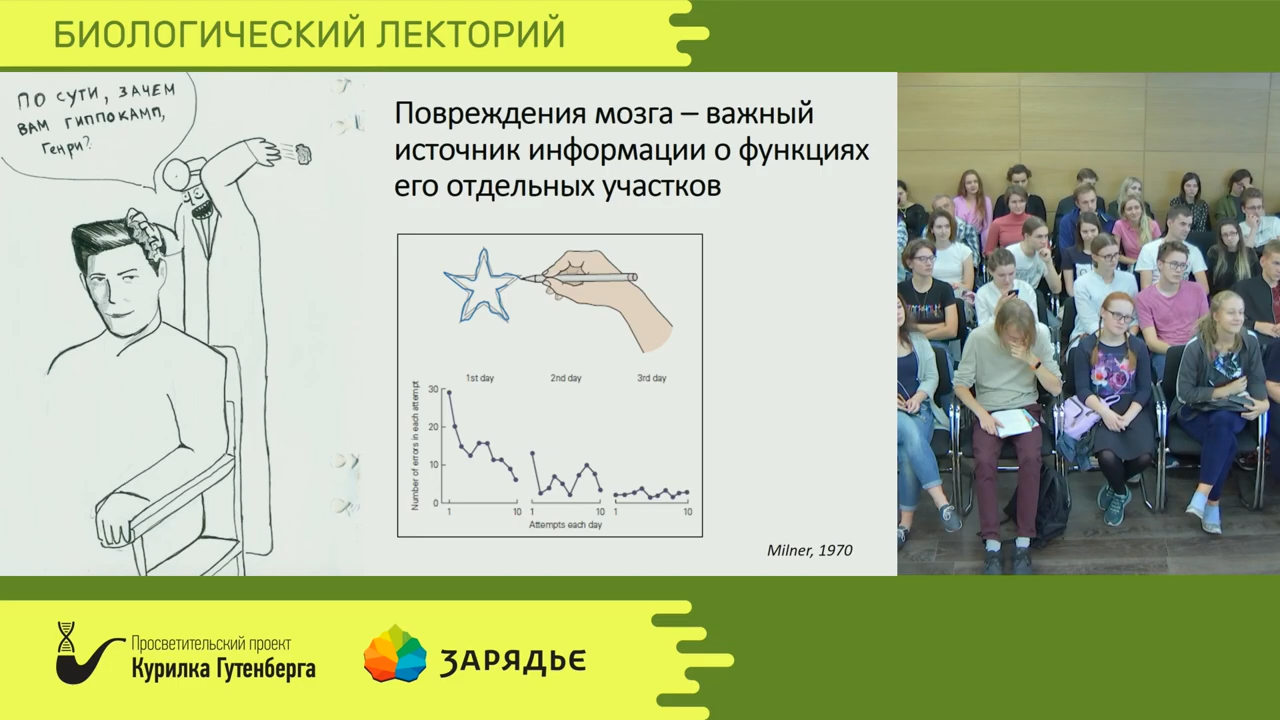 БИОЛОГИЧЕСКИЙ ЛЕКТОРИЙ
ПО СУТИ, ЗАЧЕМ
ВАМ ГИППОКАМП,
Генри?
Повреждения мозга – важный
источник информации о функциях
его отдельных участков
1st day 2nd day 3rd day
Number of errors in each attempt
30
20
10
0
1 10 1 10 1 10
Attempts each day
Milner, 1970
Просветительский проект
Курилка Гутенберга
ЗАРЯДЬЕ